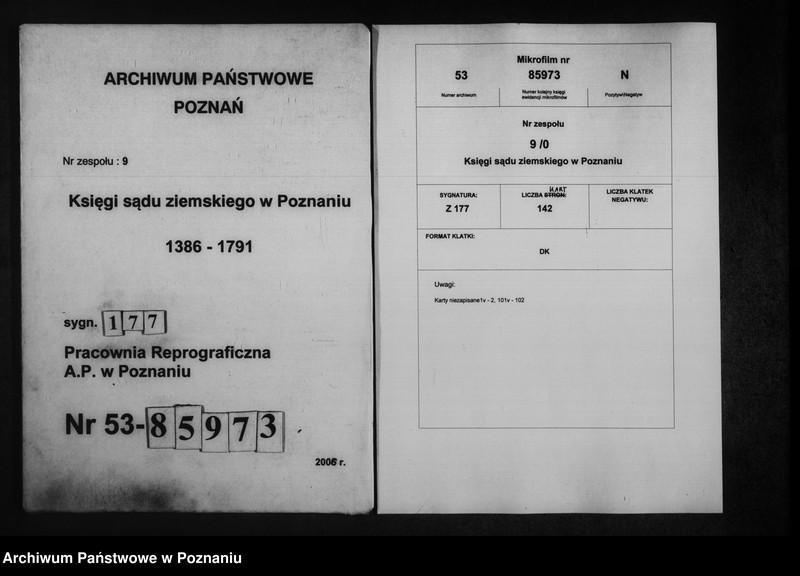 ARCHIWUM PAŃSTWOWE
POZNAŃ
Nr zespołu : 9
Księgi sądu ziemskiego w Poznaniu
1386 - 1791
sygn. 177
Pracownia Reprograficzna
A.P. w Poznaniu
Nr 53-85973
2006 r.
Mikrofilm nr
53 85973 N
Numer archiwum
Numer kolejny księgi
ewidencji mikrofilmów
Pozytyw\Negatyw
Nr zespołu
9 /0
Księgi sądu ziemskiego w Poznaniu
SYGNATURA:
Z 177
KART
LICZBA STRON:
142
LICZBA KLATEK
NEGATYWU:
FORMAT KLATKI:
DK
Uwagi:
Karty niezapisane1v - 2, 101v - 102
Archiwum Państwowe w Poznaniu